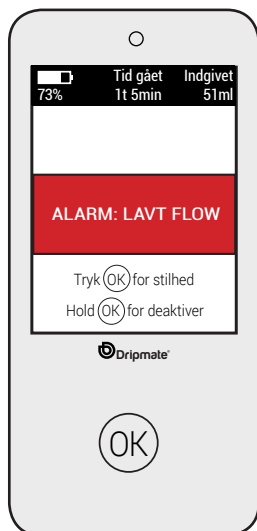 Tid gået Indgivet
73% 1t 5min 51ml
ALARM: LAVT FLOW
Tryk OK for stilhed
Hold OK for deaktiver
Dripmate
OK